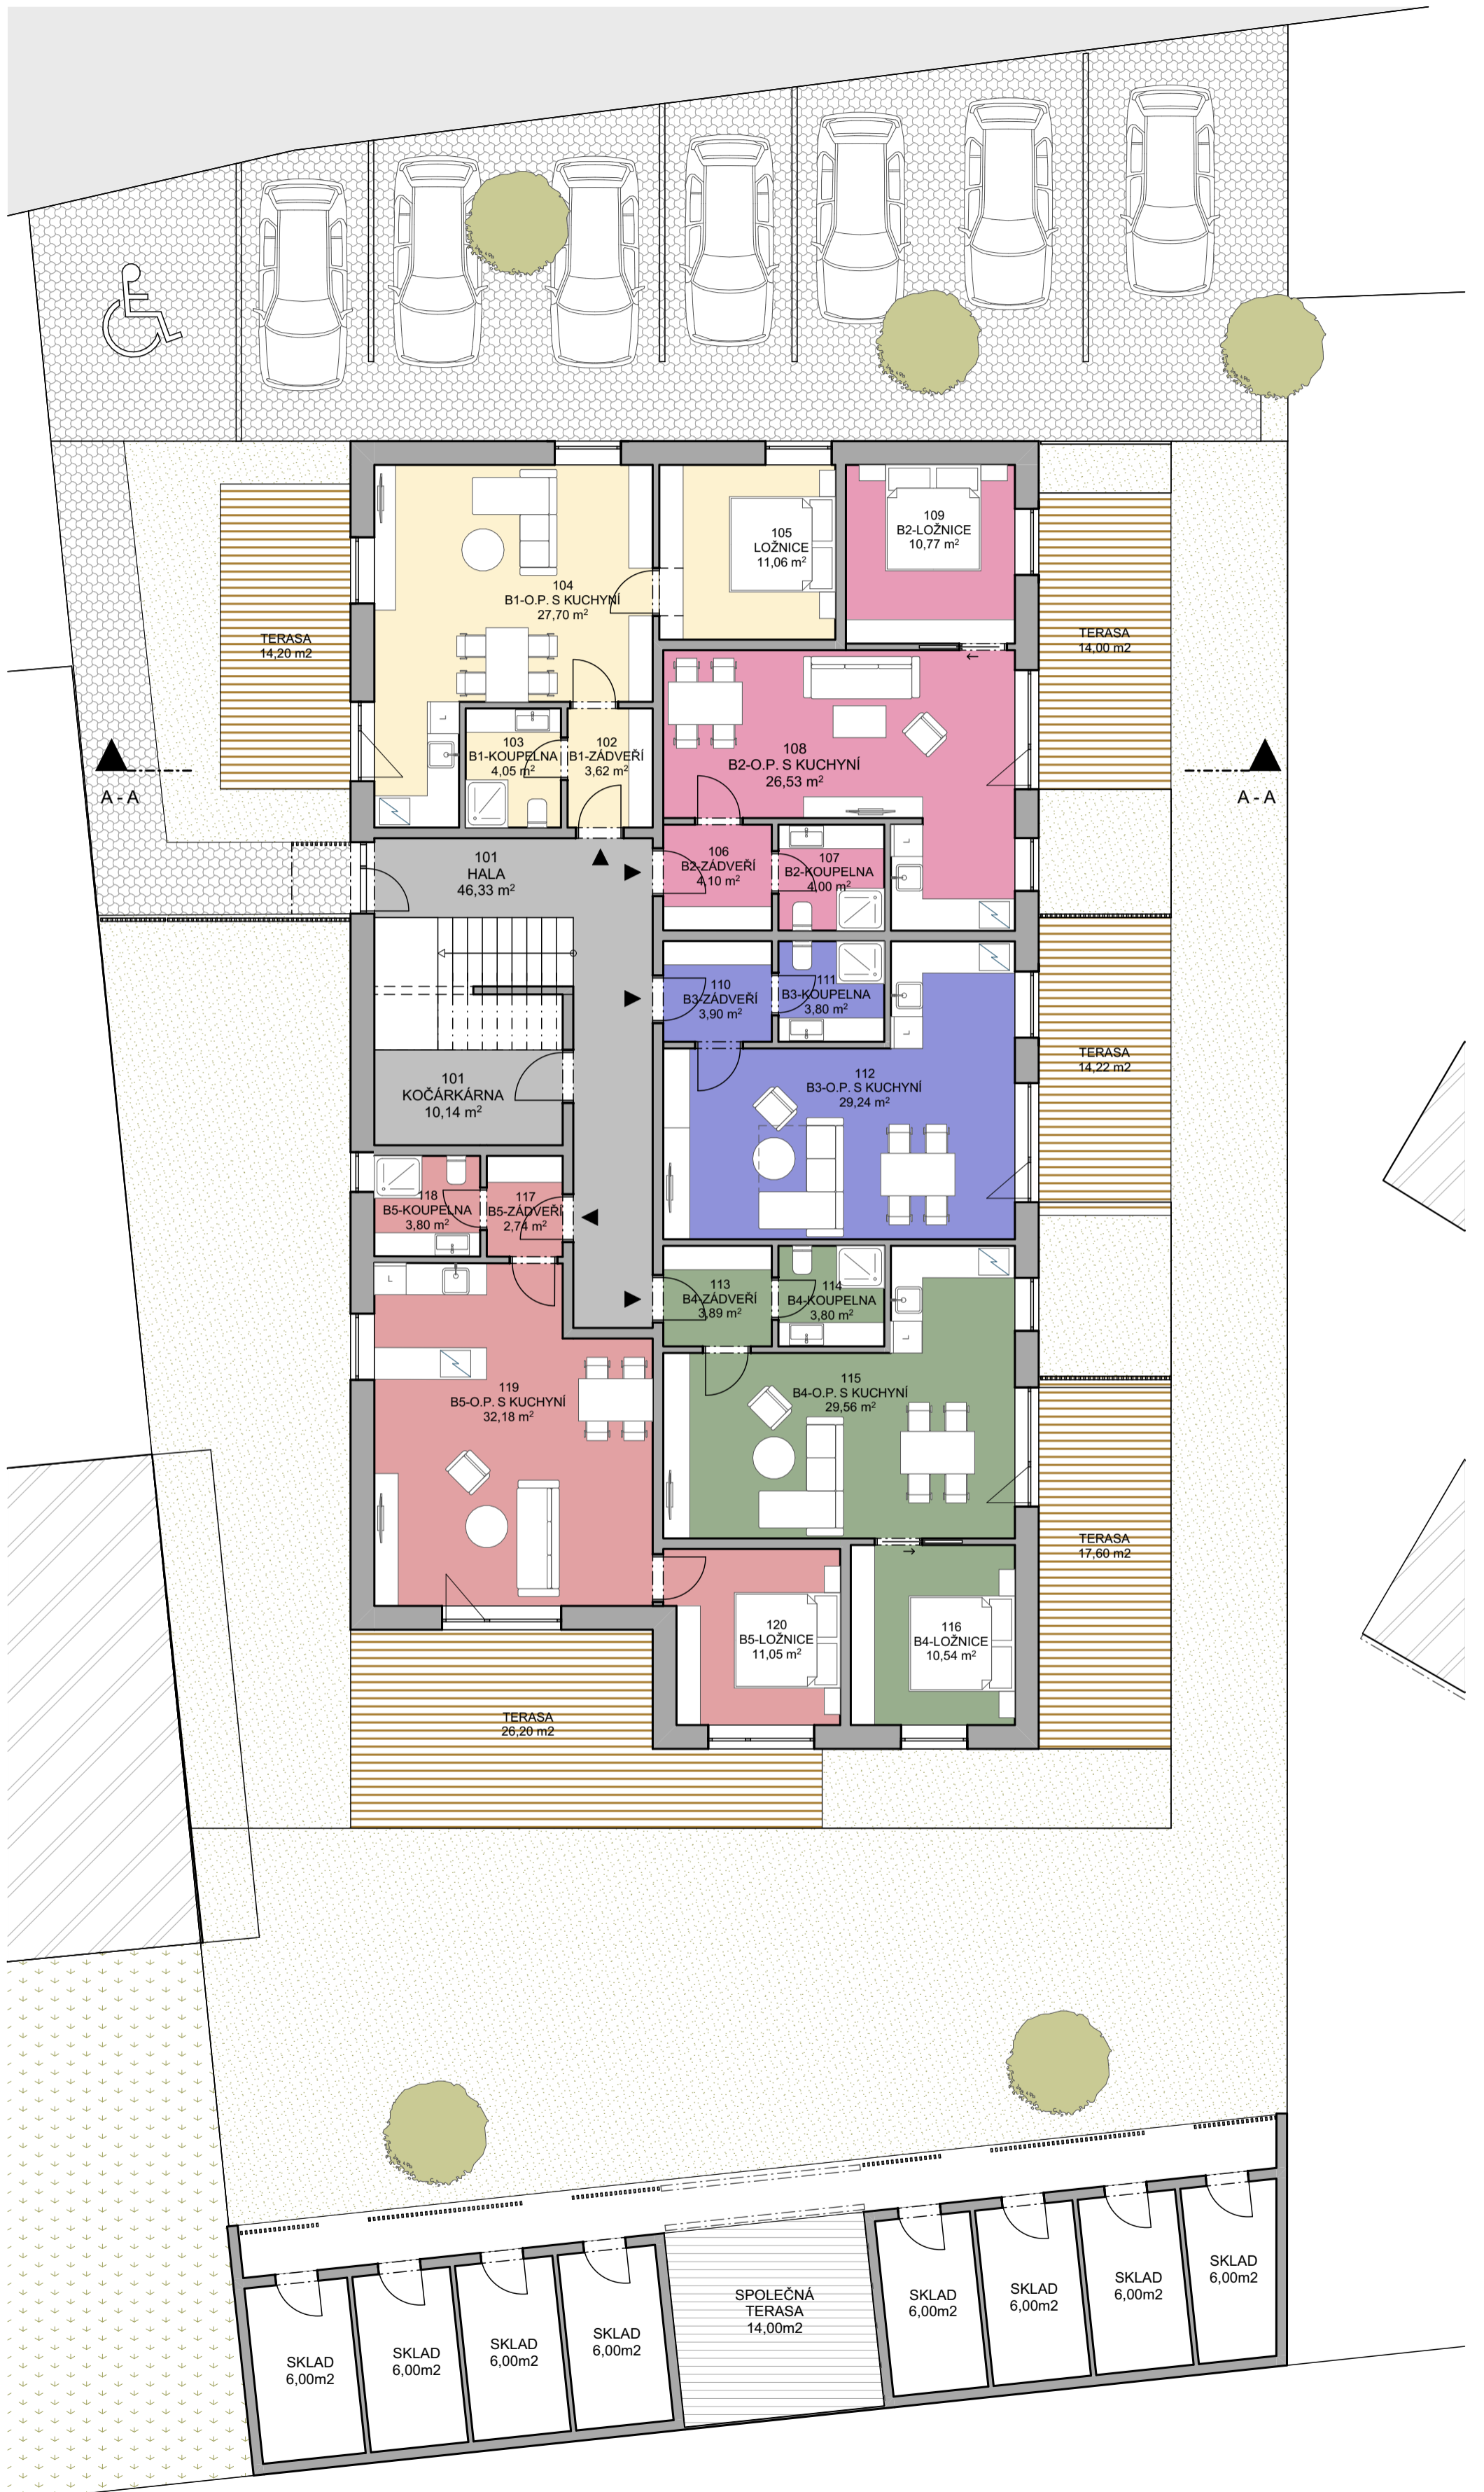 109
B2-LOŽNICE
10,77 m²
105
LOŽNICE
11,06 m²
104
B1-O.P. S KUCHYNÍ
27,70 m²
TERASA
14,20 m2
TERASA
14,00 m2
L
103
B1-KOUPELNA
4,05 m²
102
B1-ZÁDVEŘÍ
3,62 m²
108
B2-O.P. S KUCHYNÍ
26,53 m²
A - A
A - A
101
HALA
46,33 m²
106
B2-ZÁDVEŘÍ
4,10 m²
107
B2-KOUPELNA
4,00 m²
L
110
B3-ZÁDVEŘÍ
3,90 m²
111
B3-KOUPELNA
3,80 m²
L
101
KOČÁRKÁRNA
10,14 m²
112
B3-O.P. S KUCHYNÍ
29,24 m²
TERASA
14,22 m2
118
B5-KOUPELNA
3,80 m²
117
B5-ZÁDVEŘÍ
2,74 m²
L
113
B4-ZÁDVEŘÍ
3,89 m²
114
B4-KOUPELNA
3,80 m²
L
119
B5-O.P. S KUCHYNÍ
32,18 m²
115
B4-O.P. S KUCHYNÍ
29,56 m²
TERASA
17,60 m2
120
B5-LOŽNICE
11,05 m²
116
B4-LOŽNICE
10,54 m²
TERASA
26,20 m2
SKLAD
6,00m2
SKLAD
6,00m2
SKLAD
6,00m2
SKLAD
6,00m2
SPOLEČNÁ
TERASA
14,00m2
SKLAD
6,00m2
SKLAD
6,00m2
SKLAD
6,00m2
SKLAD
6,00m2